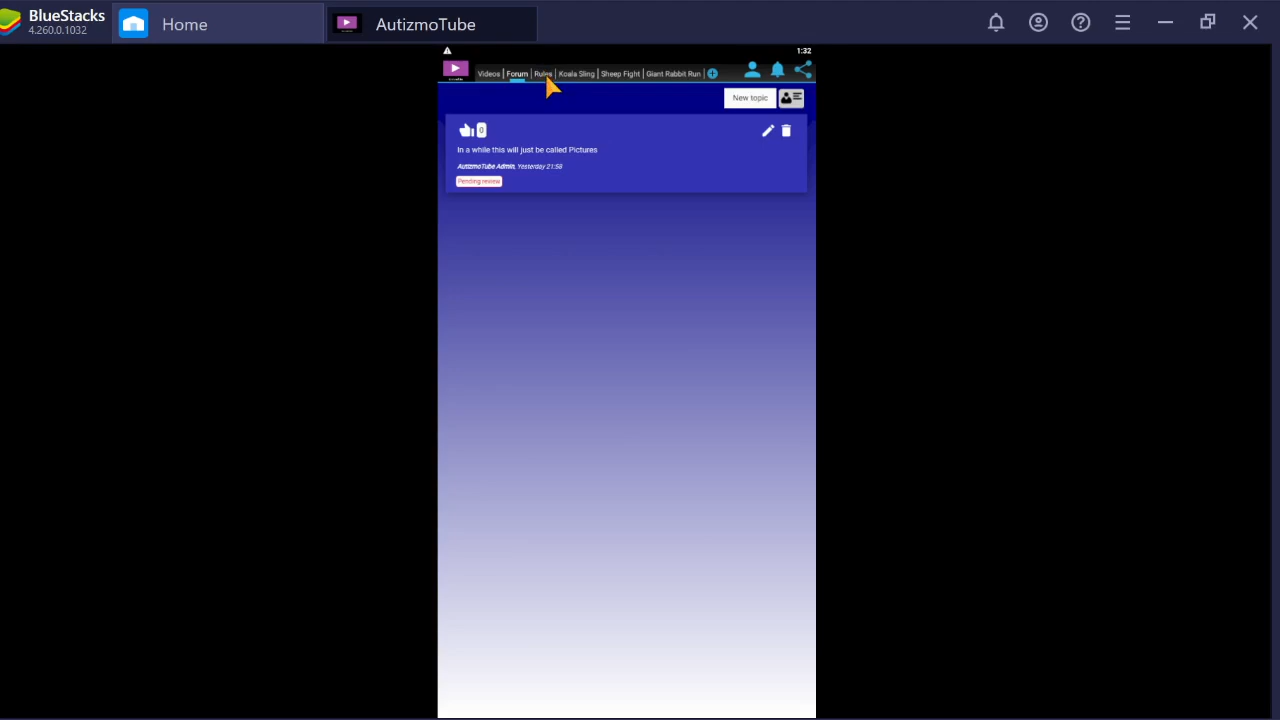 BlueStacks
4.260.0.1032
Home
AutizmoTube
1:32
Videos Forum Rules Koala Sling Sheep Fight Giant Rabbit Run
New topic
0
In a while this will just be called Pictures
AutizmoTube Admin, Yesterday 21:58
Pending review